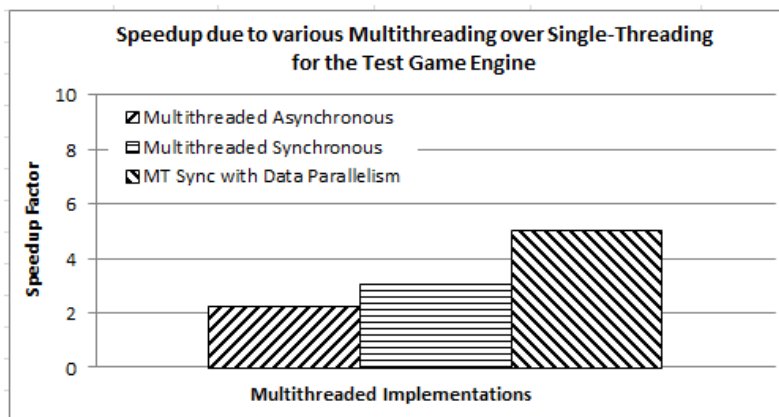 Speedup due to various Multithreading over Single-Threading
for the Test Game Engine
10
8
6
4
2
0
Speedup Factor
Multithreaded Asynchronous
Multithreaded Synchronous
MT Sync with Data Parallelism
Multithreaded Implementations